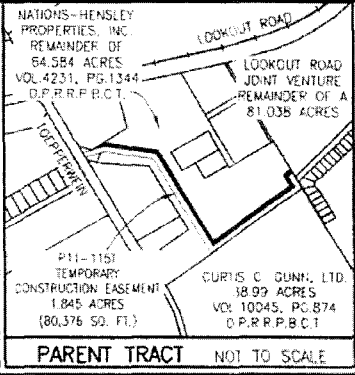 NATIONS-HENSLEY
PROPERTIES, INC.
REMAINDER OF
64.584 ACRES
VOL.4231, PG.1344
D.P.R.R.P.B.C.T.
LOOKOUT ROAD
LOOKOUT ROAD
JOINT VENTURE
REMAINDER OF A
81.038 ACRES
TOEPPERWEIN
P11-1151
TEMPORARY
CONSTRUCTION EASEMENT
1.845 ACRES
(80,376 SQ. FT.)
CURTIS C. GUNN, LTD.
38.99 ACRES
VOL 10045, PG.874
O.P.R.R.P.B.C.T
PARENT TRACT NOT TO SCALE